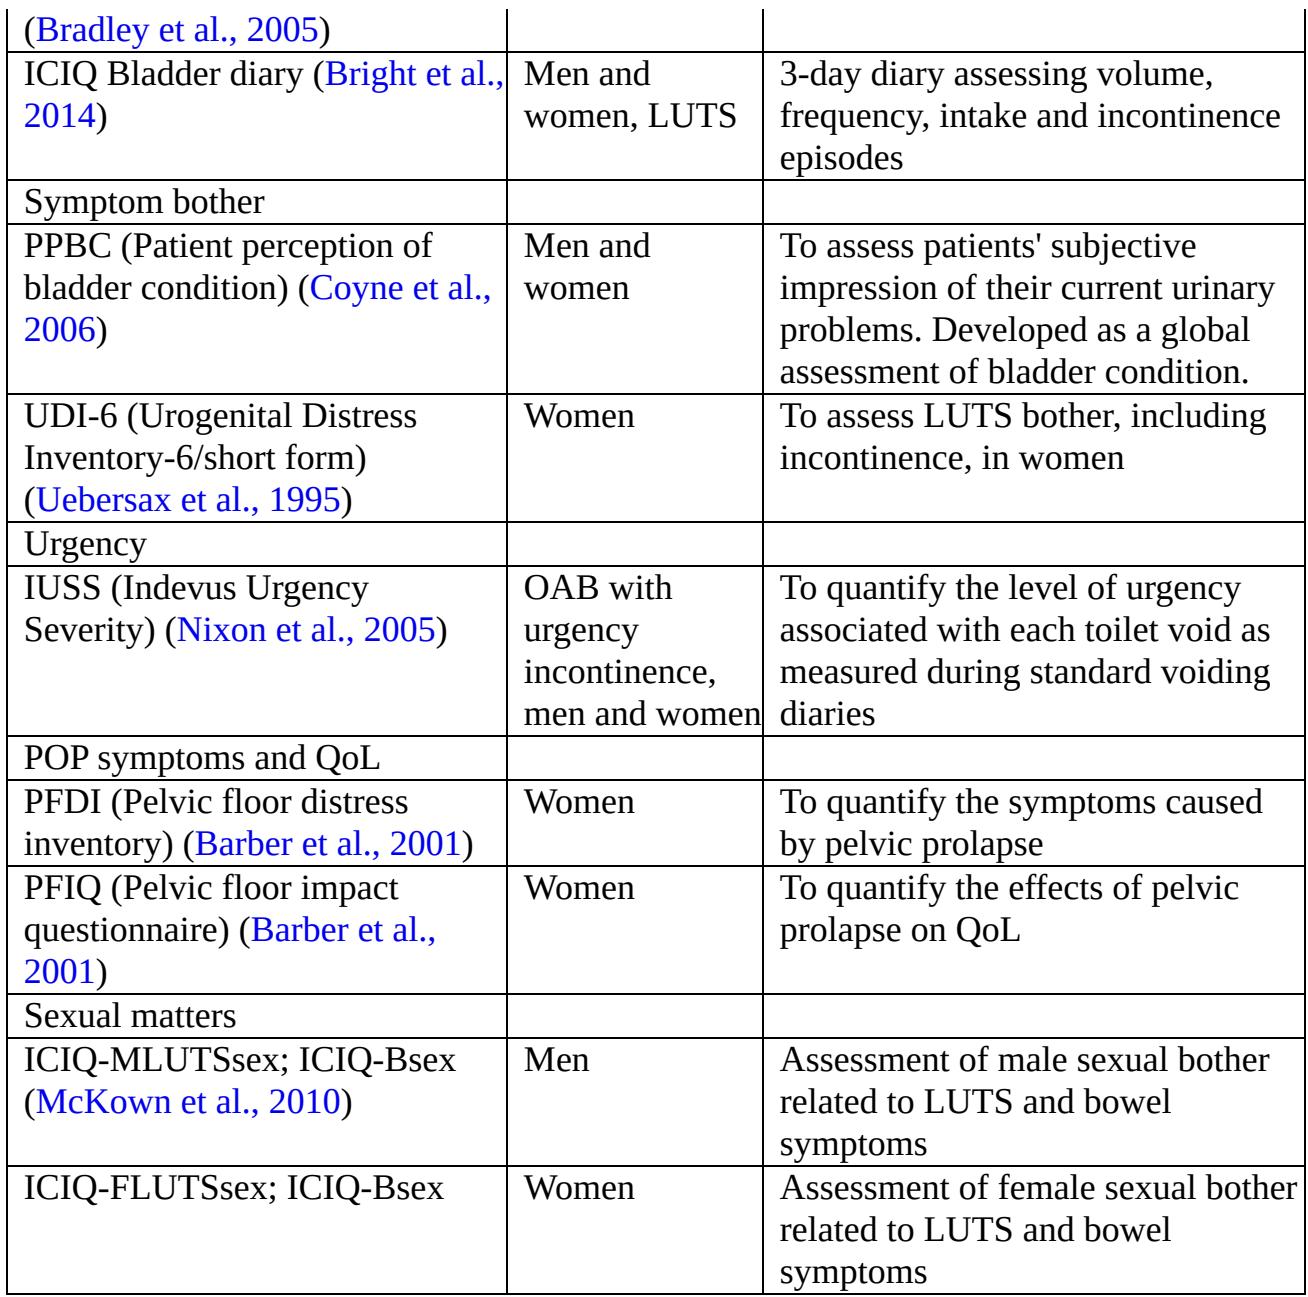 (Bradley et al., 2005)
ICIQ Bladder diary (Bright et al.,
2014)
Men and
women, LUTS
3-day diary assessing volume,
frequency, intake and incontinence
episodes
Symptom bother
PPBC (Patient perception of
bladder condition) (Coyne et al.,
2006)
Men and
women
To assess patients' subjective
impression of their current urinary
problems. Developed as a global
assessment of bladder condition.
UDI-6 (Urogenital Distress
Inventory-6/short form)
(Uebersax et al., 1995)
Women
To assess LUTS bother, including
incontinence, in women
Urgency
IUSS (Indevus Urgency
Severity) (Nixon et al., 2005)
OAB with
urgency
incontinence,
men and women
To quantify the level of urgency
associated with each toilet void as
measured during standard voiding
diaries
POP symptoms and QoL
PFDI (Pelvic floor distress
inventory) (Barber et al., 2001)
Women
To quantify the symptoms caused
by pelvic prolapse
PFIQ (Pelvic floor impact
questionnaire) (Barber et al.,
2001)
Women
To quantify the effects of pelvic
prolapse on QoL
Sexual matters
ICIQ-MLUTSsex; ICIQ-Bsex
(McKown et al., 2010)
Men
Assessment of male sexual bother
related to LUTS and bowel
symptoms
ICIQ-FLUTSsex; ICIQ-Bsex
Women
Assessment of female sexual bother
related to LUTS and bowel
symptoms